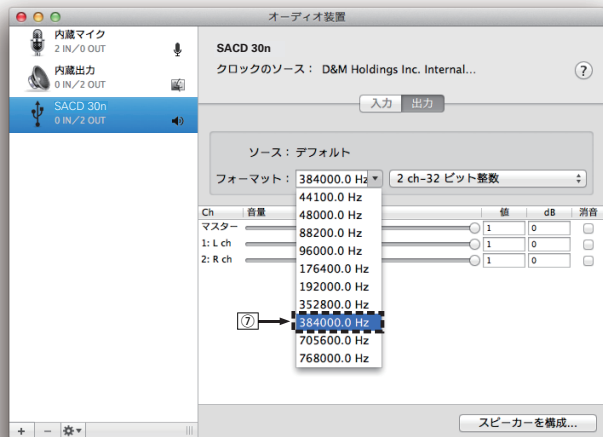 オーディオ装置
内蔵マイク
2 IN/0 OUT
内蔵出力
0 IN/2 OUT
SACD 30n
0 IN/2 OUT
SACD 30n
クロックのソース： D&M Holdings Inc. Internal...
?
入力 出力
ソース：デフォルト
フォーマット： 384000.0 Hz 2 ch-32 ビット整数
44100.0 Hz
48000.0 Hz
88200.0 Hz
96000.0 Hz
176400.0 Hz
192000.0 Hz
352800.0 Hz
⑦ 384000.0 Hz
705600.0 Hz
768000.0 Hz
Ch 音量 値 dB 消音
マスター 1 0
1: L ch 1 0
2: R ch 1 0
+ −
スピーカーを構成...